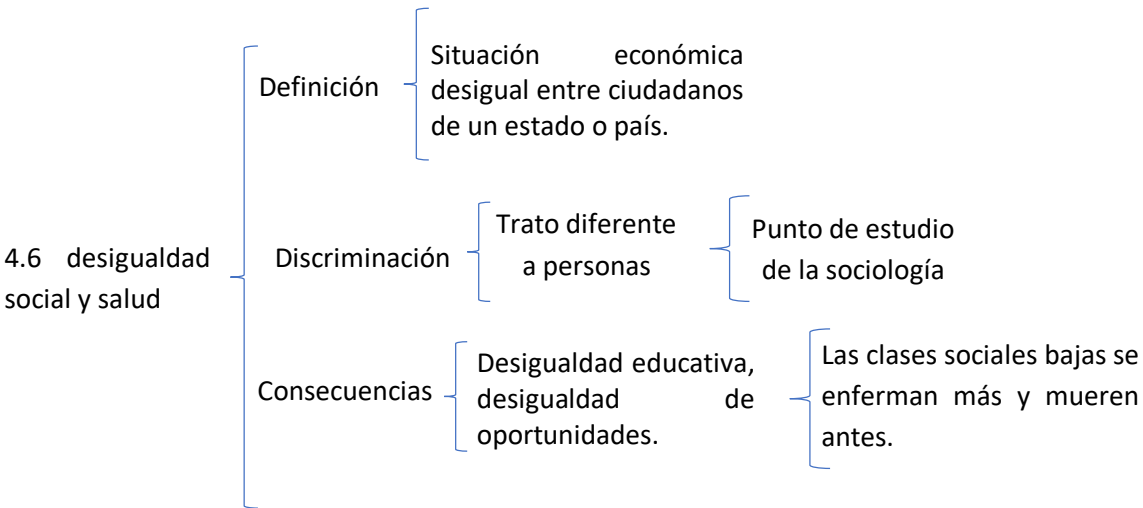 4.6 desigualdad
social y salud
Definición
Situación económica
desigual entre ciudadanos
de un estado o país.
Discriminación
Trato diferente
a personas
Punto de estudio
de la sociología
Consecuencias
Desigualdad educativa,
desigualdad de
oportunidades.
Las clases sociales bajas se
enferman más y mueren
antes.